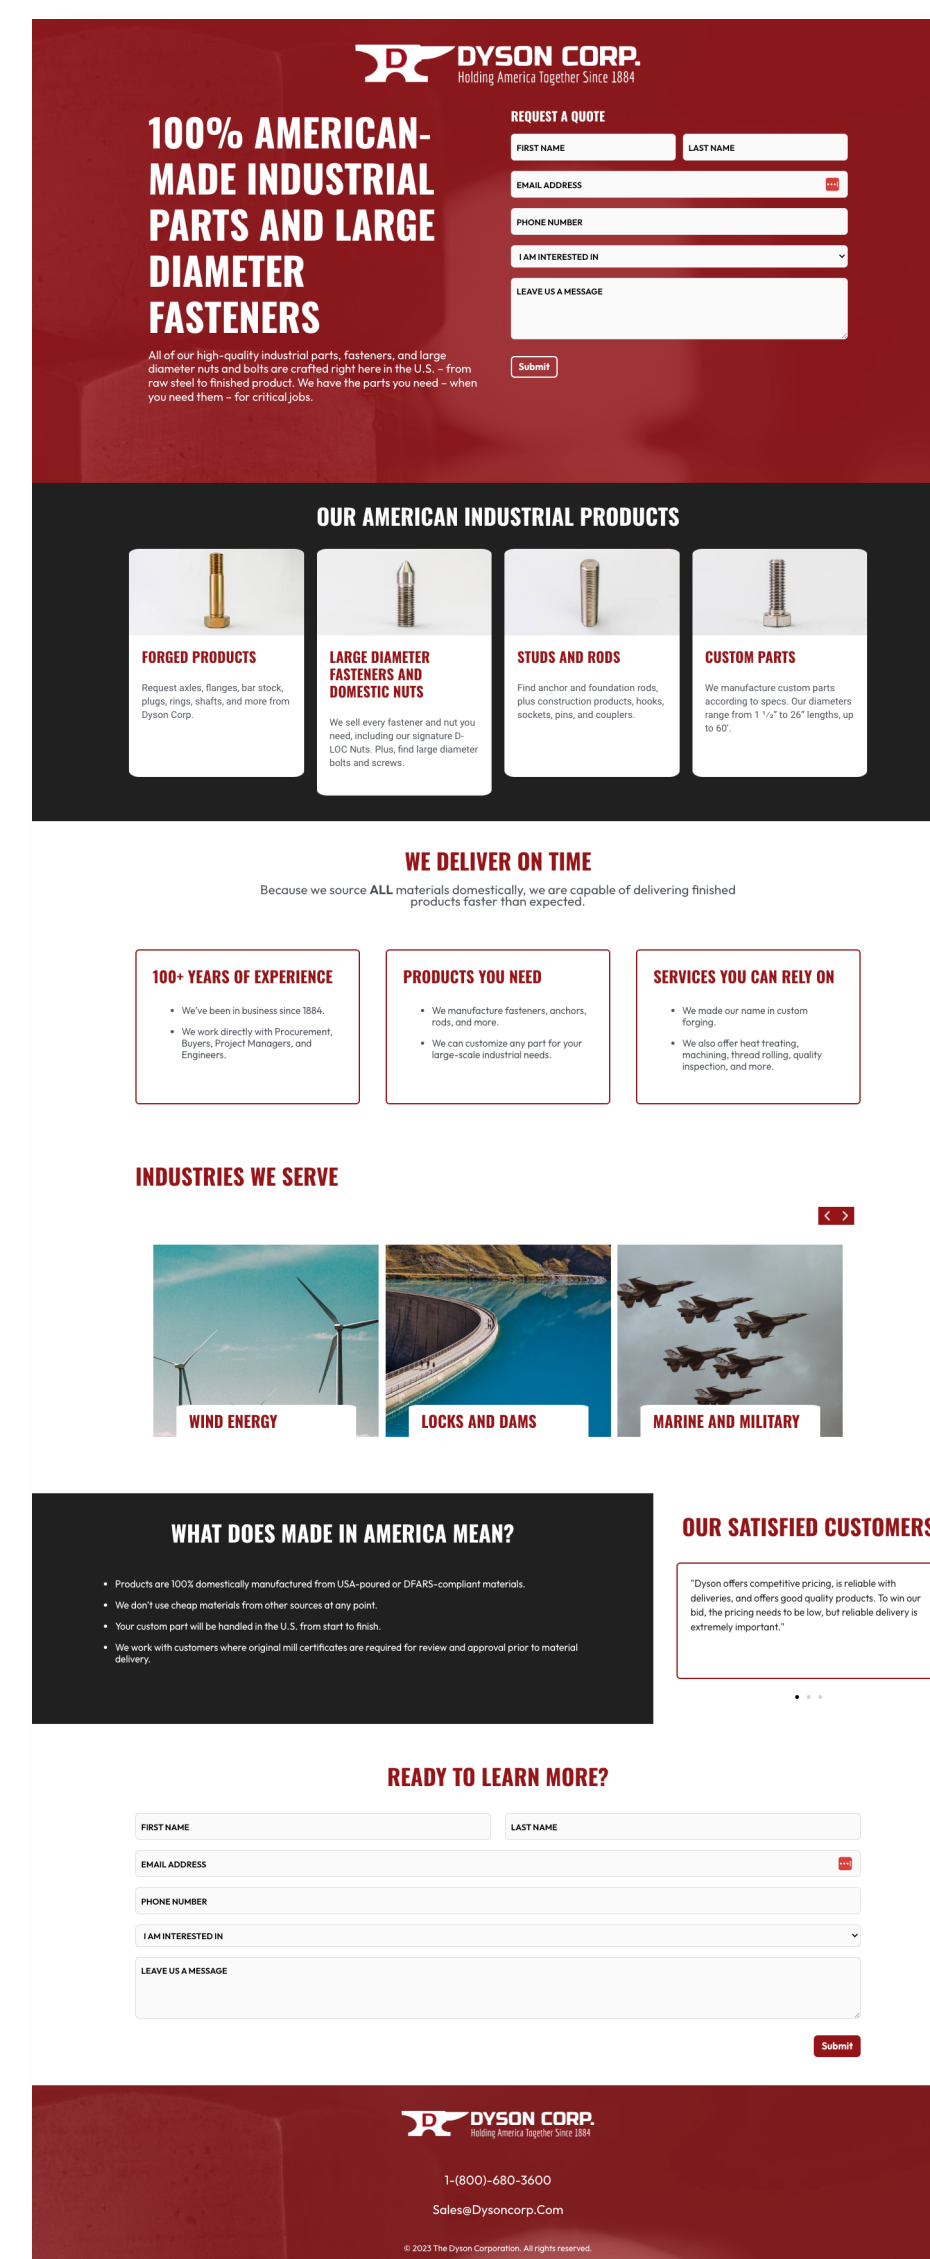 DYSON CORP.
Holding America Together Since 1884
100% AMERICAN-
MADE INDUSTRIAL
PARTS AND LARGE
DIAMETER
FASTENERS
All of our high-quality industrial parts, fasteners, and large
diameter nuts and bolts are crafted right here in the U.S. – from
raw steel to finished product. We have the parts you need – when
you need them – for critical jobs.
REQUEST A QUOTE
FIRST NAME
LAST NAME
EMAIL ADDRESS
PHONE NUMBER
I AM INTERESTED IN
LEAVE US A MESSAGE
Submit
OUR AMERICAN INDUSTRIAL PRODUCTS
FORGED PRODUCTS
Request axles, flanges, bar stock,
plugs, rings, shafts, and more from
Dyson Corp.
LARGE DIAMETER
FASTENERS AND
DOMESTIC NUTS
We sell every fastener and nut you
need, including our signature D-
LOC Nuts. Plus, find large diameter
bolts and screws.
STUDS AND RODS
Find anchor and foundation rods,
plus construction products, hooks,
sockets, pins, and couplers.
CUSTOM PARTS
We manufacture custom parts
according to specs. Our diameters
range from 1 ½” to 26” lengths, up
to 60’.
WE DELIVER ON TIME
Because we source ALL materials domestically, we are capable of delivering finished
products faster than expected.
100+ YEARS OF EXPERIENCE
• We've been in business since 1884.
• We work directly with Procurement,
Buyers, Project Managers, and
Engineers.
PRODUCTS YOU NEED
• We manufacture fasteners, anchors,
rods, and more.
• We can customize any part for your
large-scale industrial needs.
SERVICES YOU CAN RELY ON
• We made our name in custom
forging.
• We also offer heat treating,
machining, thread rolling, quality
inspection, and more.
INDUSTRIES WE SERVE
WIND ENERGY
LOCKS AND DAMS
MARINE AND MILITARY
WHAT DOES MADE IN AMERICA MEAN?
• Products are 100% domestically manufactured from USA-poured or DFARS-compliant materials.
• We don't use cheap materials from other sources at any point.
• Your custom part will be handled in the U.S. from start to finish.
• We work with customers where original mill certificates are required for review and approval prior to material
delivery.
OUR SATISFIED CUSTOMERS
"Dyson offers competitive pricing, is reliable with
deliveries, and offers good quality products. To win our
bid, the pricing needs to be low, but reliable delivery is
extremely important."
READY TO LEARN MORE?
FIRST NAME
LAST NAME
EMAIL ADDRESS
PHONE NUMBER
I AM INTERESTED IN
LEAVE US A MESSAGE
Submit
DYSON CORP.
Holding America Together Since 1884
1-(800)-680-3600
Sales@Dysoncorp.Com
© 2023 The Dyson Corporation. All rights reserved.